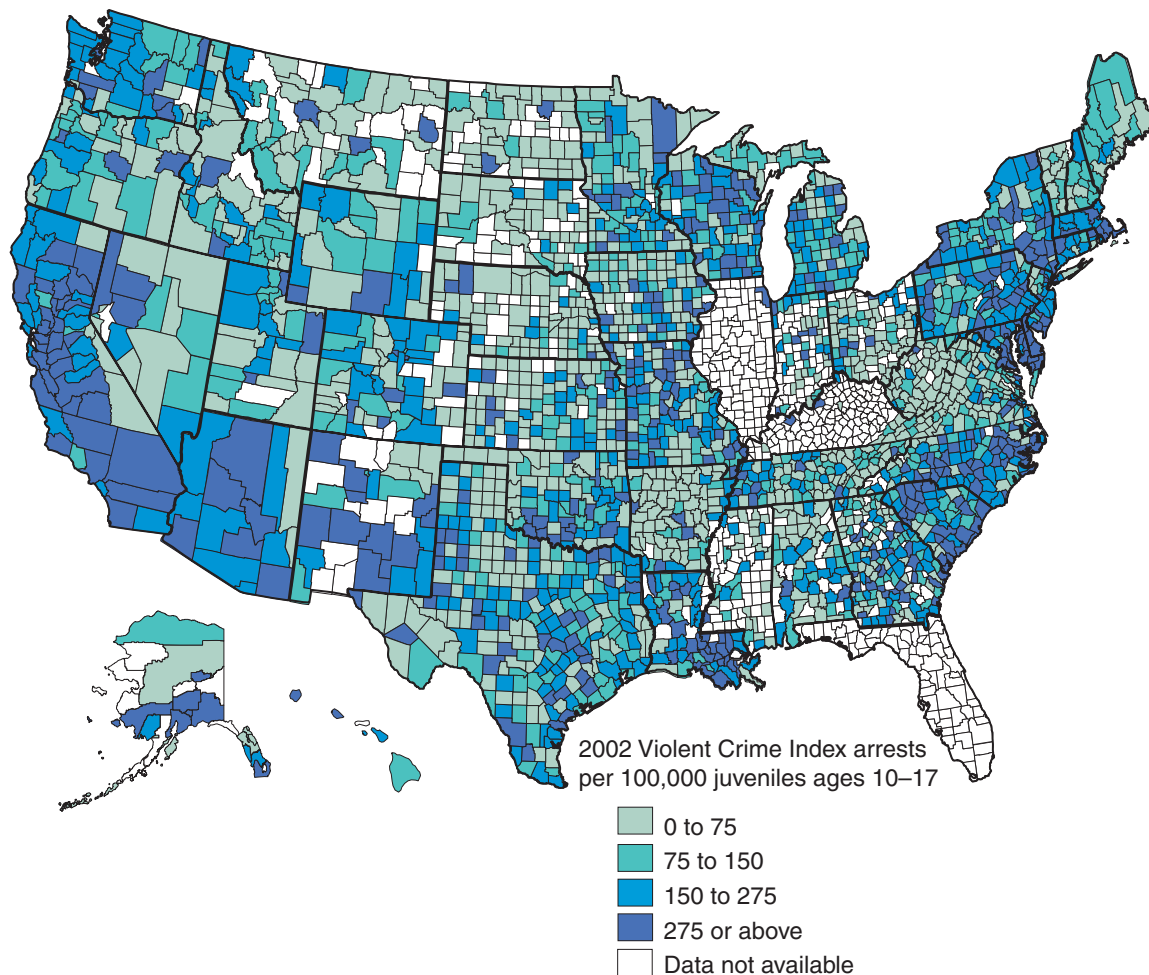 2002 Violent Crime Index arrests
per 100,000 juveniles ages 10–17
0 to 75
75 to 150
150 to 275
275 or above
Data not available